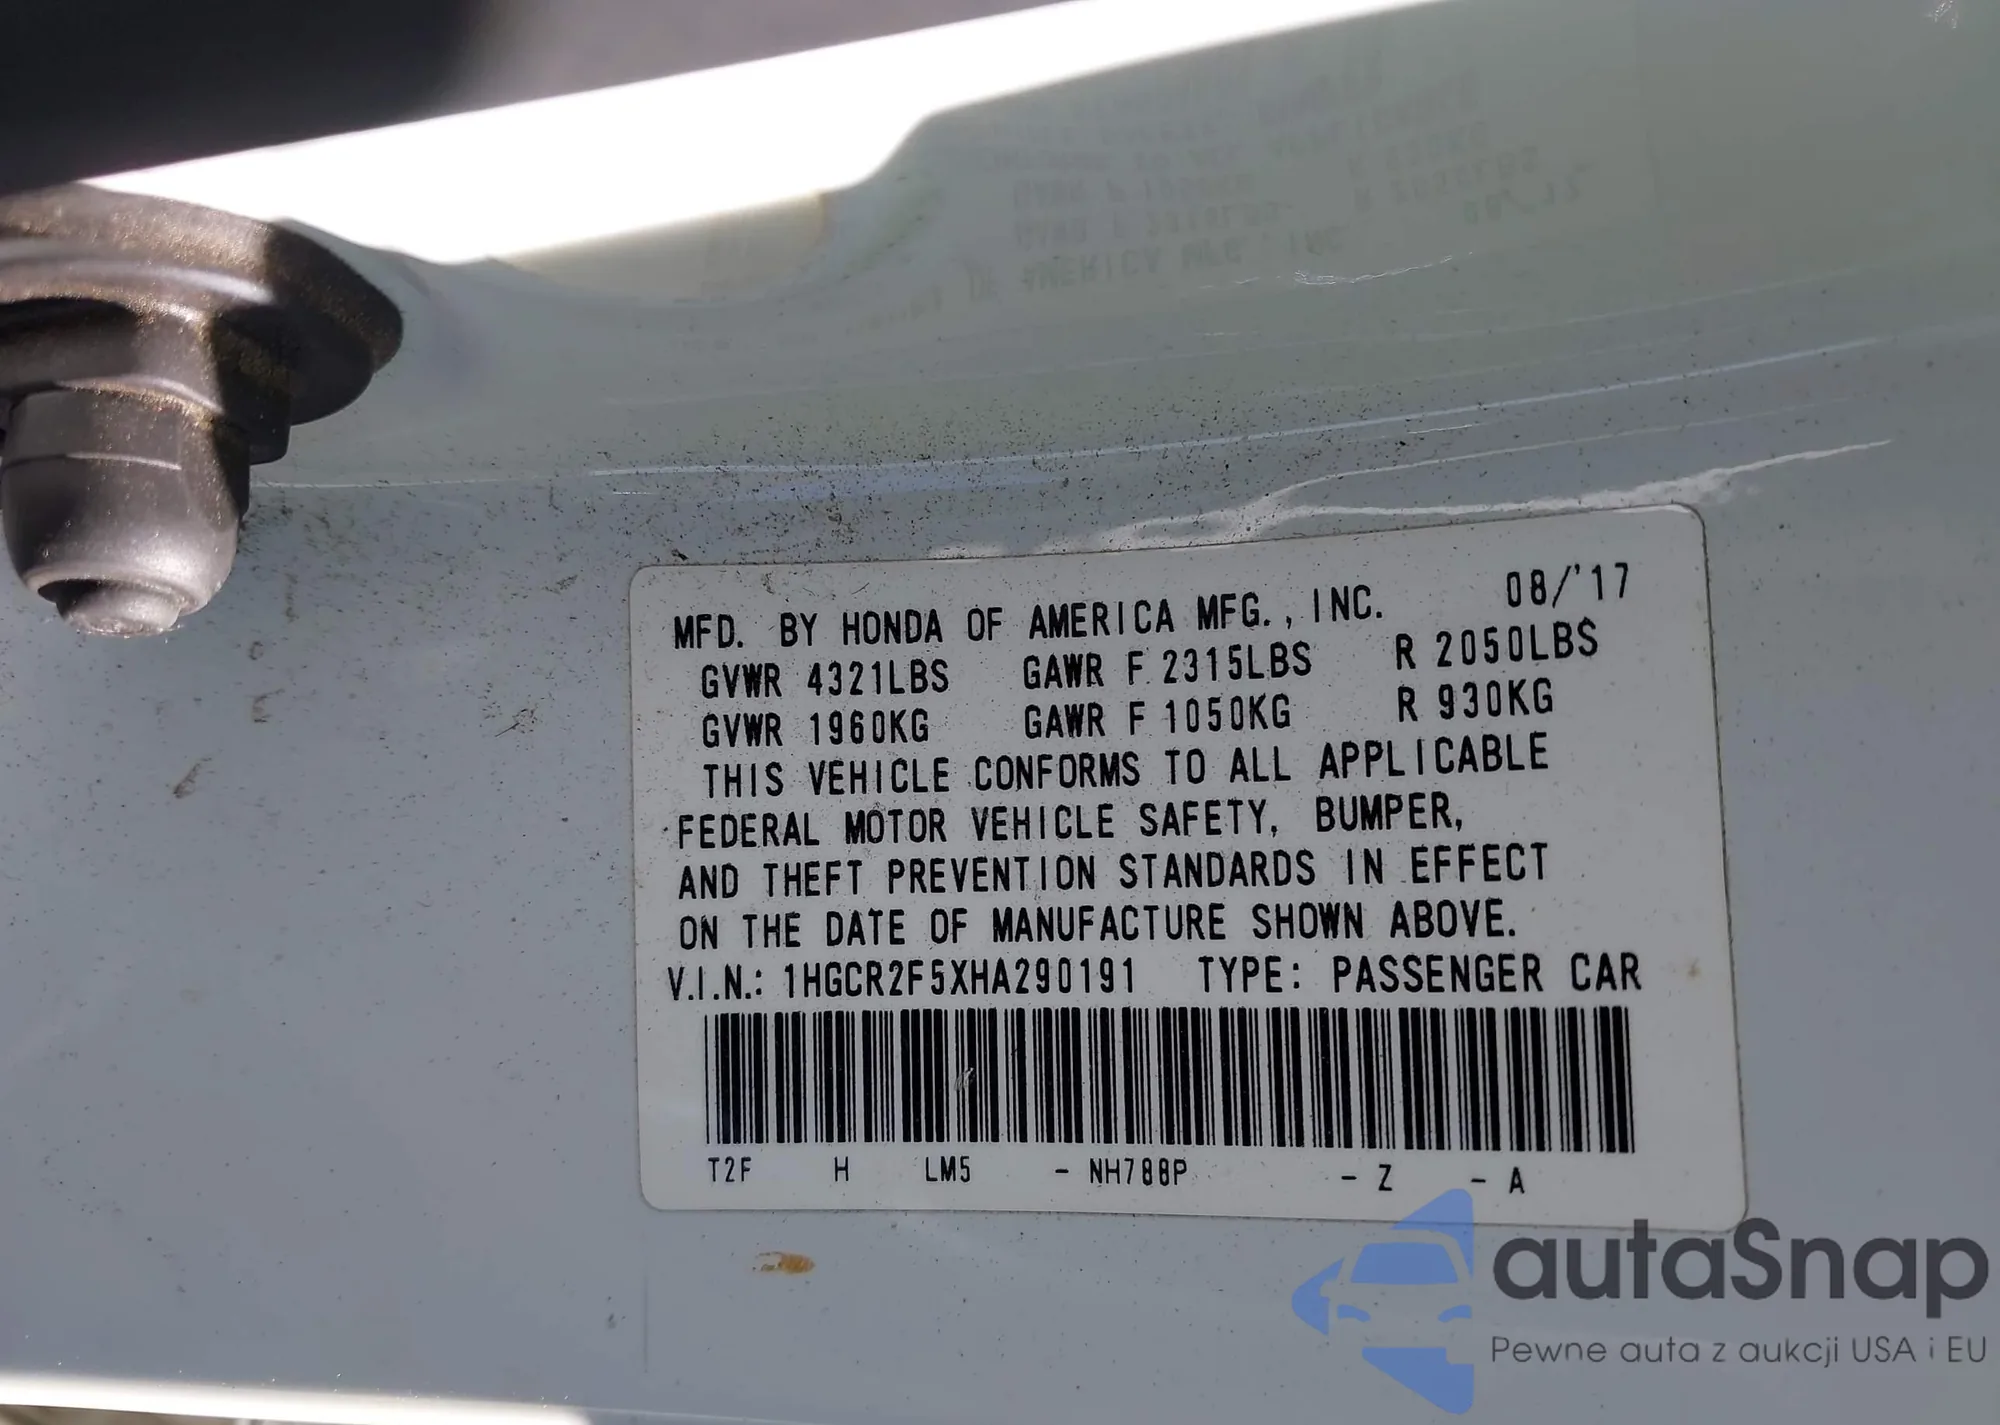 MFD. BY HONDA OF AMERICA MFG., INC. 08/'17
GVWR 4321LBS GAWR F 2315LBS R 2050LBS
GVWR 1960KG GAWR F 1050KG R 930KG
THIS VEHICLE CONFORMS TO ALL APPLICABLE
FEDERAL MOTOR VEHICLE SAFETY, BUMPER,
AND THEFT PREVENTION STANDARDS IN EFFECT
ON THE DATE OF MANUFACTURE SHOWN ABOVE.
V.I.N.: 1HGCR2F5XHA290191 TYPE: PASSENGER CAR
T2F H LM5 - NH788P - Z - A
autaSnap
Pewne auta z aukcji USA i EU